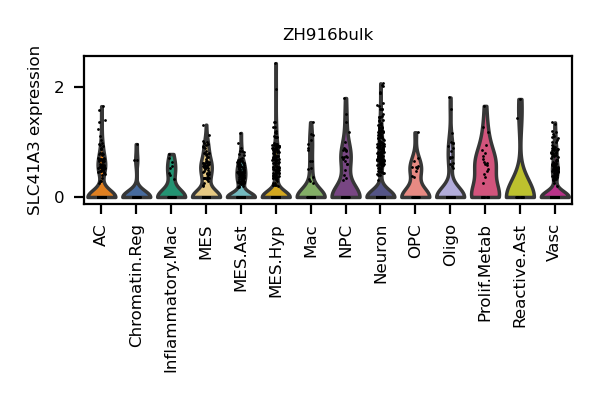 ZH916bulk
SLC41A3 expression
2
0
AC
Chromatin.Reg
Inflammatory.Mac
MES
MES.Ast
MES.Hyp
Mac
NPC
Neuron
OPC
Oligo
Prolif.Metab
Reactive.Ast
Vasc